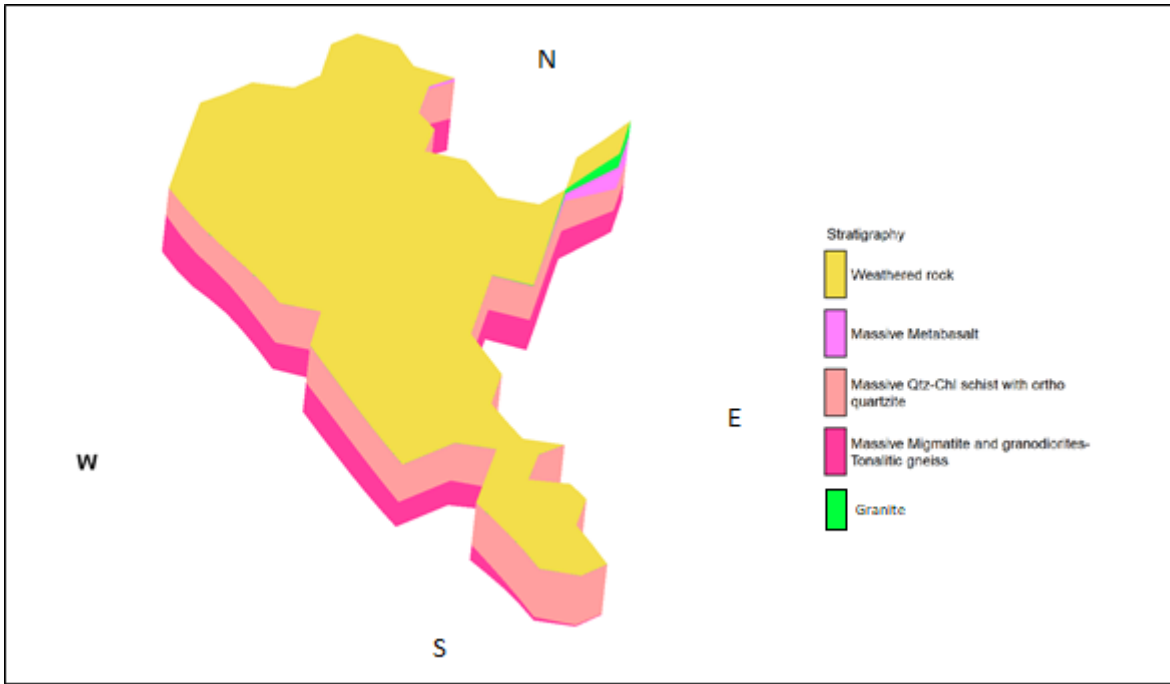 N
Stratigraphy
Weathered rock
Massive Metabasalt
Massive Qtz-Chl schist with ortho
quartzite
E
Massive Migmatite and granodiorites-
Tonalitic gneiss
W
Granite
S